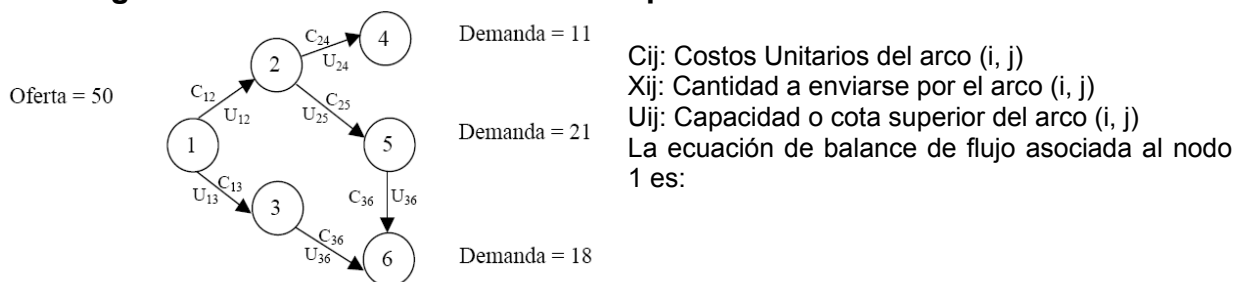 Oferta = 50
C12
U12
C13
U13
C24
U24
C25
U25
C36
U36
C36
U36
1
2
3
4
5
6
Demanda = 11
Demanda = 21
Demanda = 18
Cij: Costos Unitarios del arco (i, j)
Xij: Cantidad a enviarse por el arco (i, j)
Uij: Capacidad o cota superior del arco (i, j)
La ecuación de balance de flujo asociada al nodo
1 es: